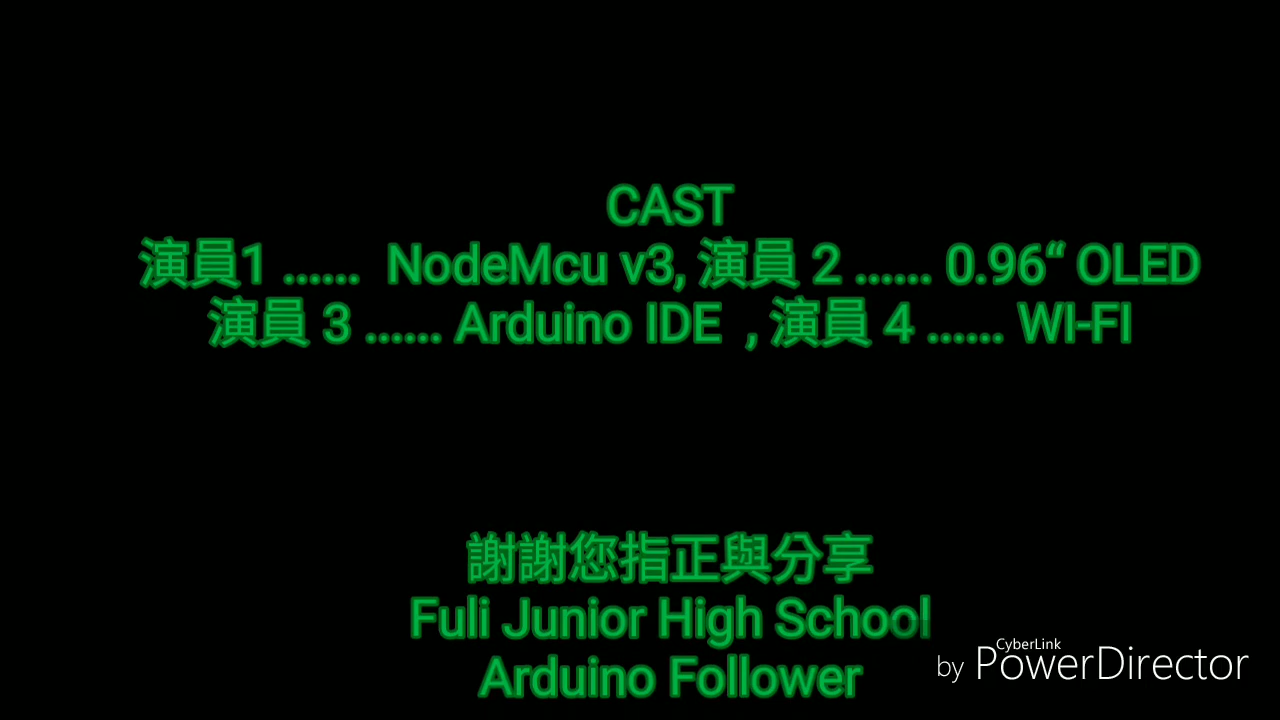 CAST
演員1 ...... NodeMcu v3, 演員 2 ...... 0.96“ OLED
演員 3 ...... Arduino IDE , 演員 4 ...... WI-FI
謝謝您指正與分享
Fuli Junior High School
Arduino Follower
CyberLink
by PowerDirector